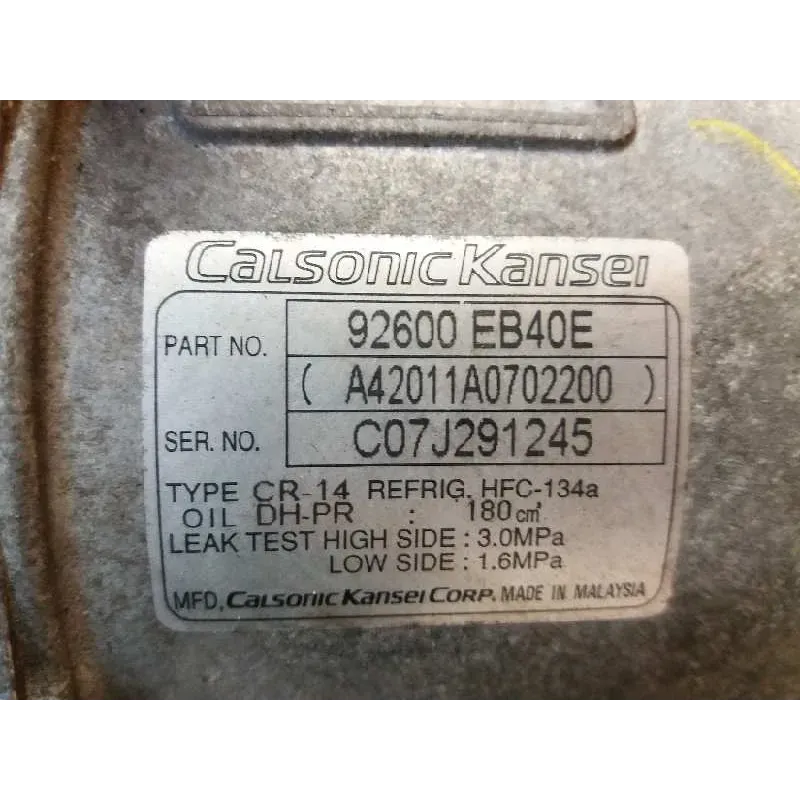 Calsonic Kansei
PART NO. 92600 EB40E
( A42011A0702200 )
SER. NO. C07J291245
TYPE CR-14 REFRIG. HFC-134a
OIL DH-PR : 180㎤
LEAK TEST HIGH SIDE : 3.0MPa
LOW SIDE : 1.6MPa
MFD. CALSONIC KANSEI CORP. MADE IN MALAYSIA